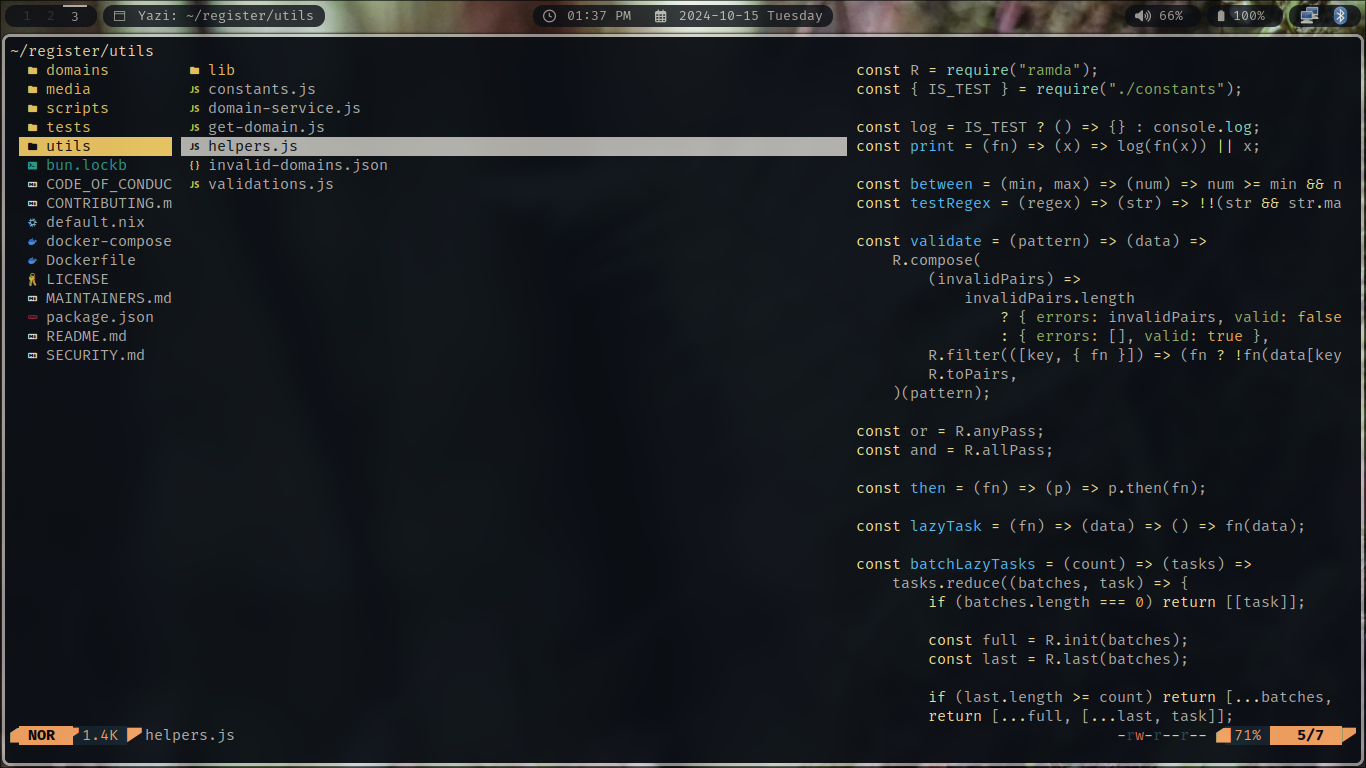 1 2 3 Yazi: ~/register/utils 01:37 PM 2024-10-15 Tuesday 66% 100%
~/register/utils
domains
media
scripts
tests
utils
bun.lockb
CODE_OF_CONDUC
CONTRIBUTING.m
default.nix
docker-compose
Dockerfile
LICENSE
MAINTAINERS.md
package.json
README.md
SECURITY.md
lib
JS constants.js
JS domain-service.js
JS get-domain.js
JS helpers.js
{} invalid-domains.json
JS validations.js
const R = require("ramda");
const { IS_TEST } = require("./constants");
const log = IS_TEST ? () => {} : console.log;
const print = (fn) => (x) => log(fn(x)) || x;
const between = (min, max) => (num) => num >= min && n
const testRegex = (regex) => (str) => !!(str && str.ma
const validate = (pattern) => (data) =>
R.compose(
(invalidPairs) =>
invalidPairs.length
? { errors: invalidPairs, valid: false
: { errors: [], valid: true },
R.filter(([key, { fn }]) => (fn ? !fn(data[key
R.toPairs,
)(pattern);
const or = R.anyPass;
const and = R.allPass;
const then = (fn) => (p) => p.then(fn);
const lazyTask = (fn) => (data) => () => fn(data);
const batchLazyTasks = (count) => (tasks) =>
tasks.reduce((batches, task) => {
if (batches.length === 0) return [[task]];
const full = R.init(batches);
const last = R.last(batches);
if (last.length >= count) return [...batches,
return [...full, [...last, task]];
NOR 1.4K helpers.js -rw-r--r-- 71% 5/7